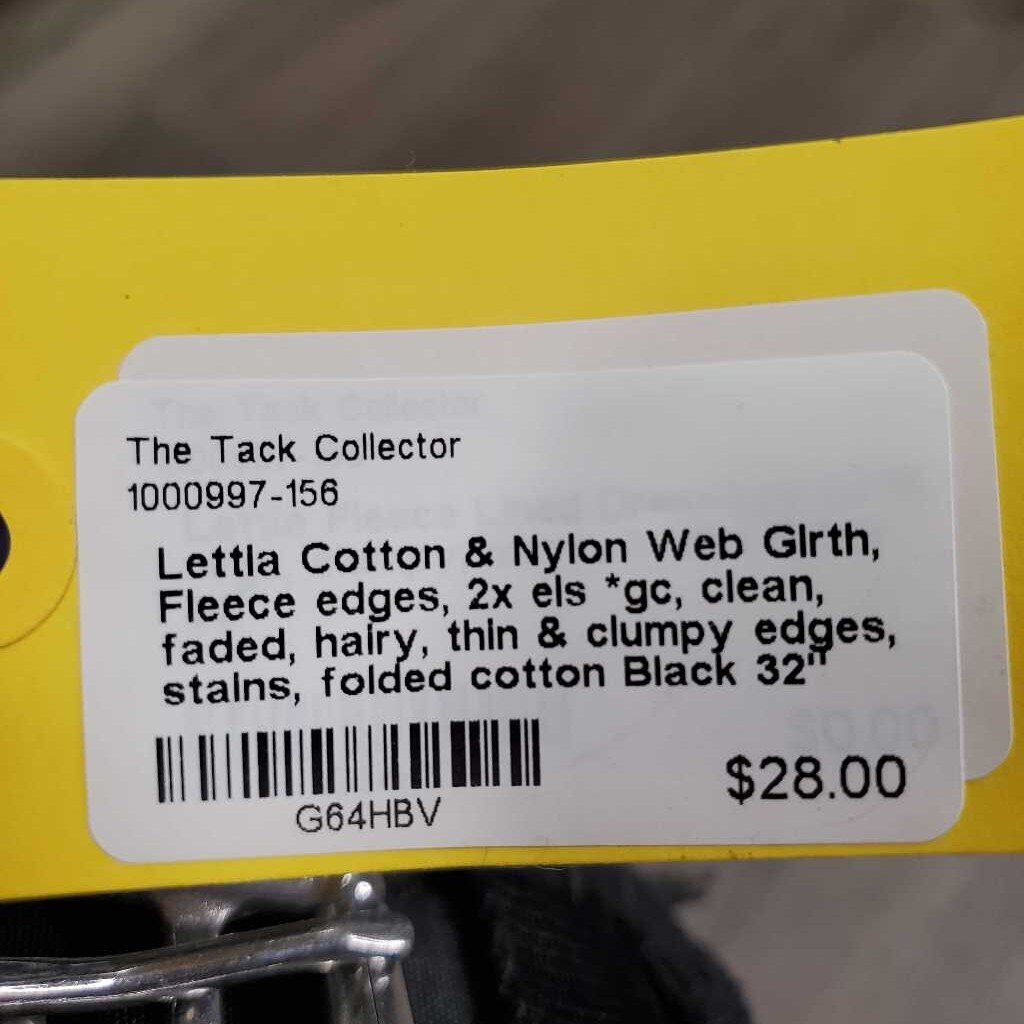 The Tack Collector
1000997-156
Lettia Cotton & Nylon Web Girth,
Fleece edges, 2x els *gc, clean,
faded, hairy, thin & clumpy edges,
stains, folded cotton Black 32"
G64HBV
$28.00